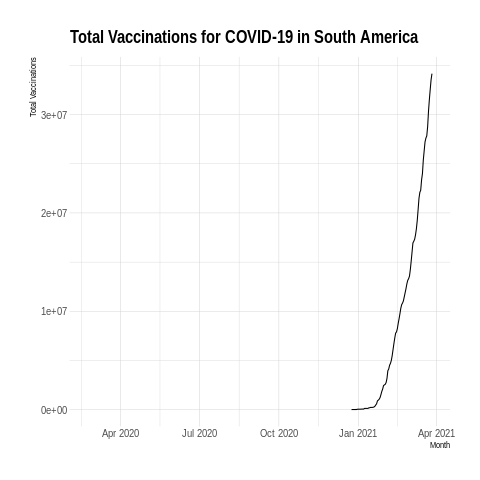 Total Vaccinations for COVID-19 in South America
Total Vaccinations
3e+07
2e+07
1e+07
0e+00
Apr 2020 Jul 2020 Oct 2020 Jan 2021 Apr 2021
Month